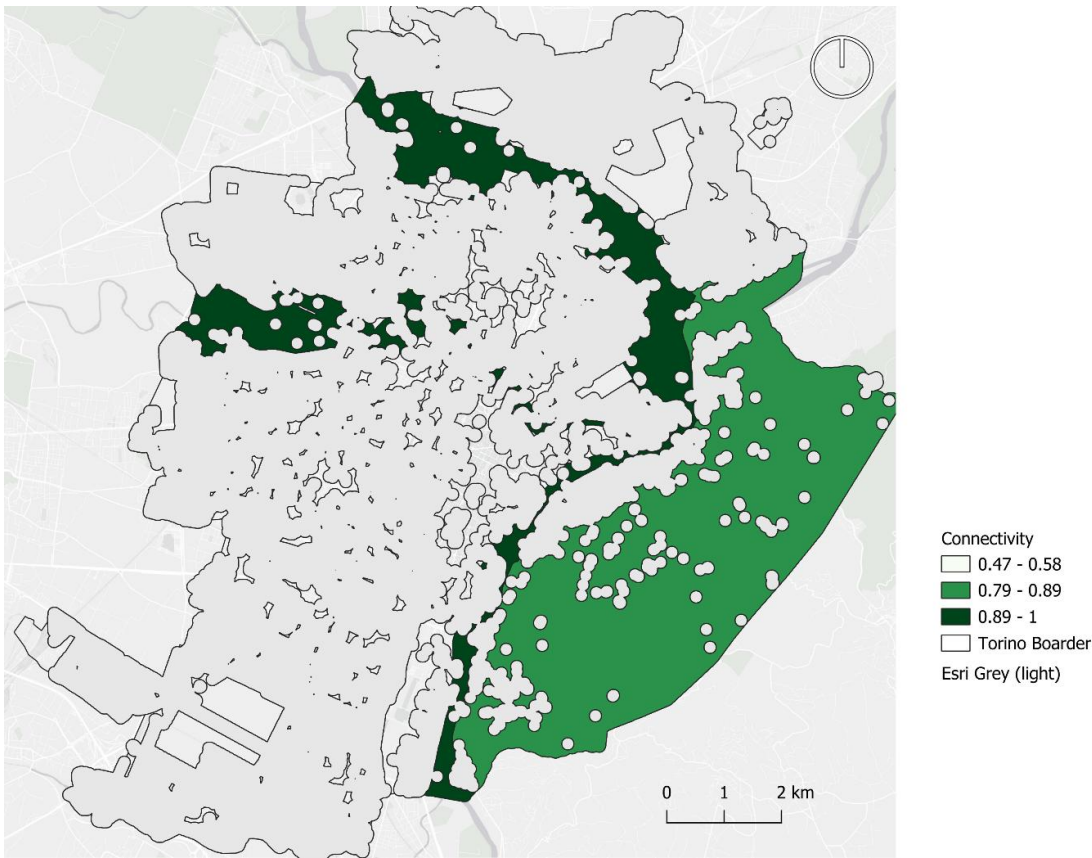 Connectivity
0.47 - 0.58
0.79 - 0.89
0.89 - 1
Torino Boarder
Esri Grey (light)
0 1 2 km